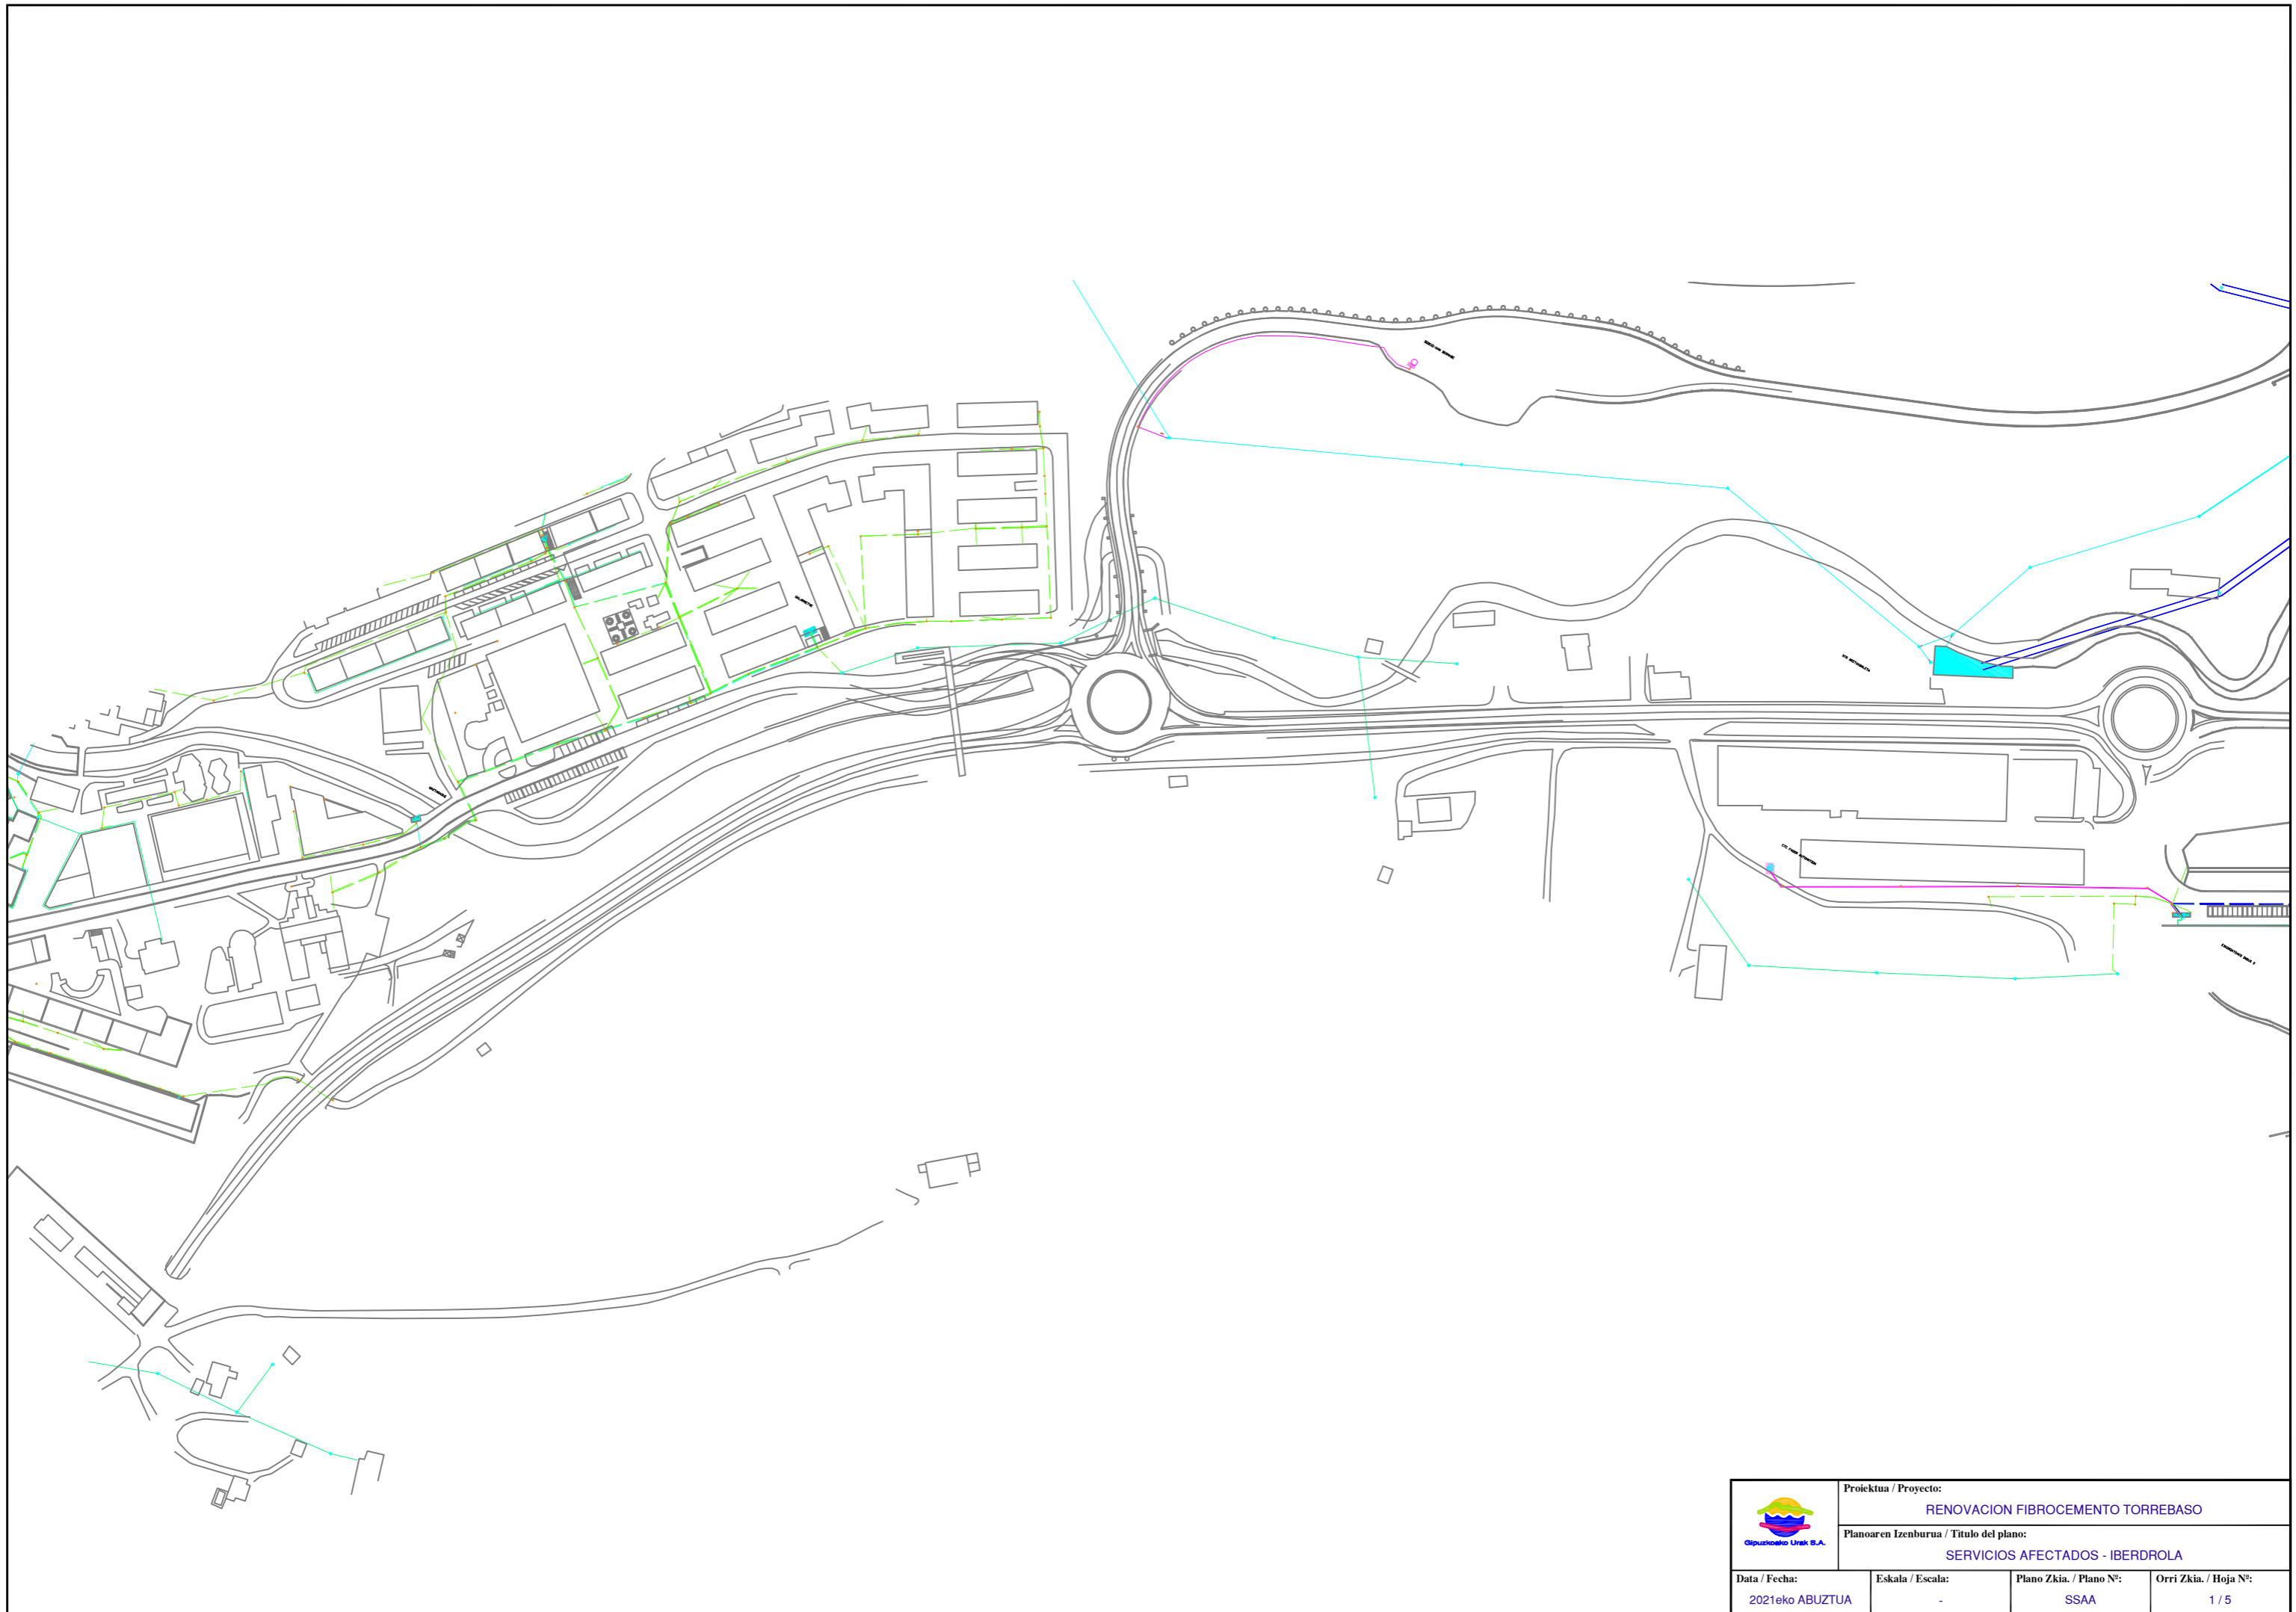 Proiektua / Proyecto:
RENOVACION FIBROCEMENTO TORREBASO
Planoaren Izenburua / Titulo del plano:
SERVICIOS AFECTADOS - IBERDROLA
Gipuzkoako Urak S.A.
Data / Fecha:
2021eko ABUZTUA
Eskala / Escala:
-
Plano Zkia. / Plano Nº:
SSAA
Orri Zkia. / Hoja Nº:
1 / 5